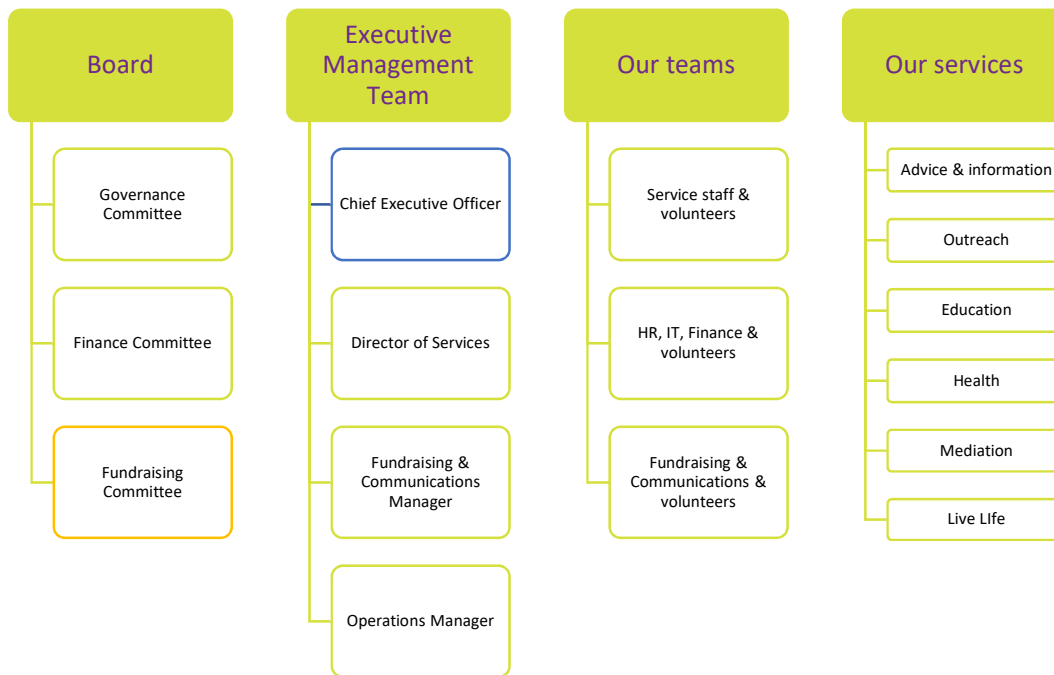 Board
Governance
Committee
Finance Committee
Fundraising
Committee
Executive
Management
Team
Chief Executive Officer
Director of Services
Fundraising &
Communications
Manager
Operations Manager
Our teams
Service staff &
volunteers
HR, IT, Finance &
volunteers
Fundraising &
Communications &
volunteers
Our services
Advice & information
Outreach
Education
Health
Mediation
Live LIfe